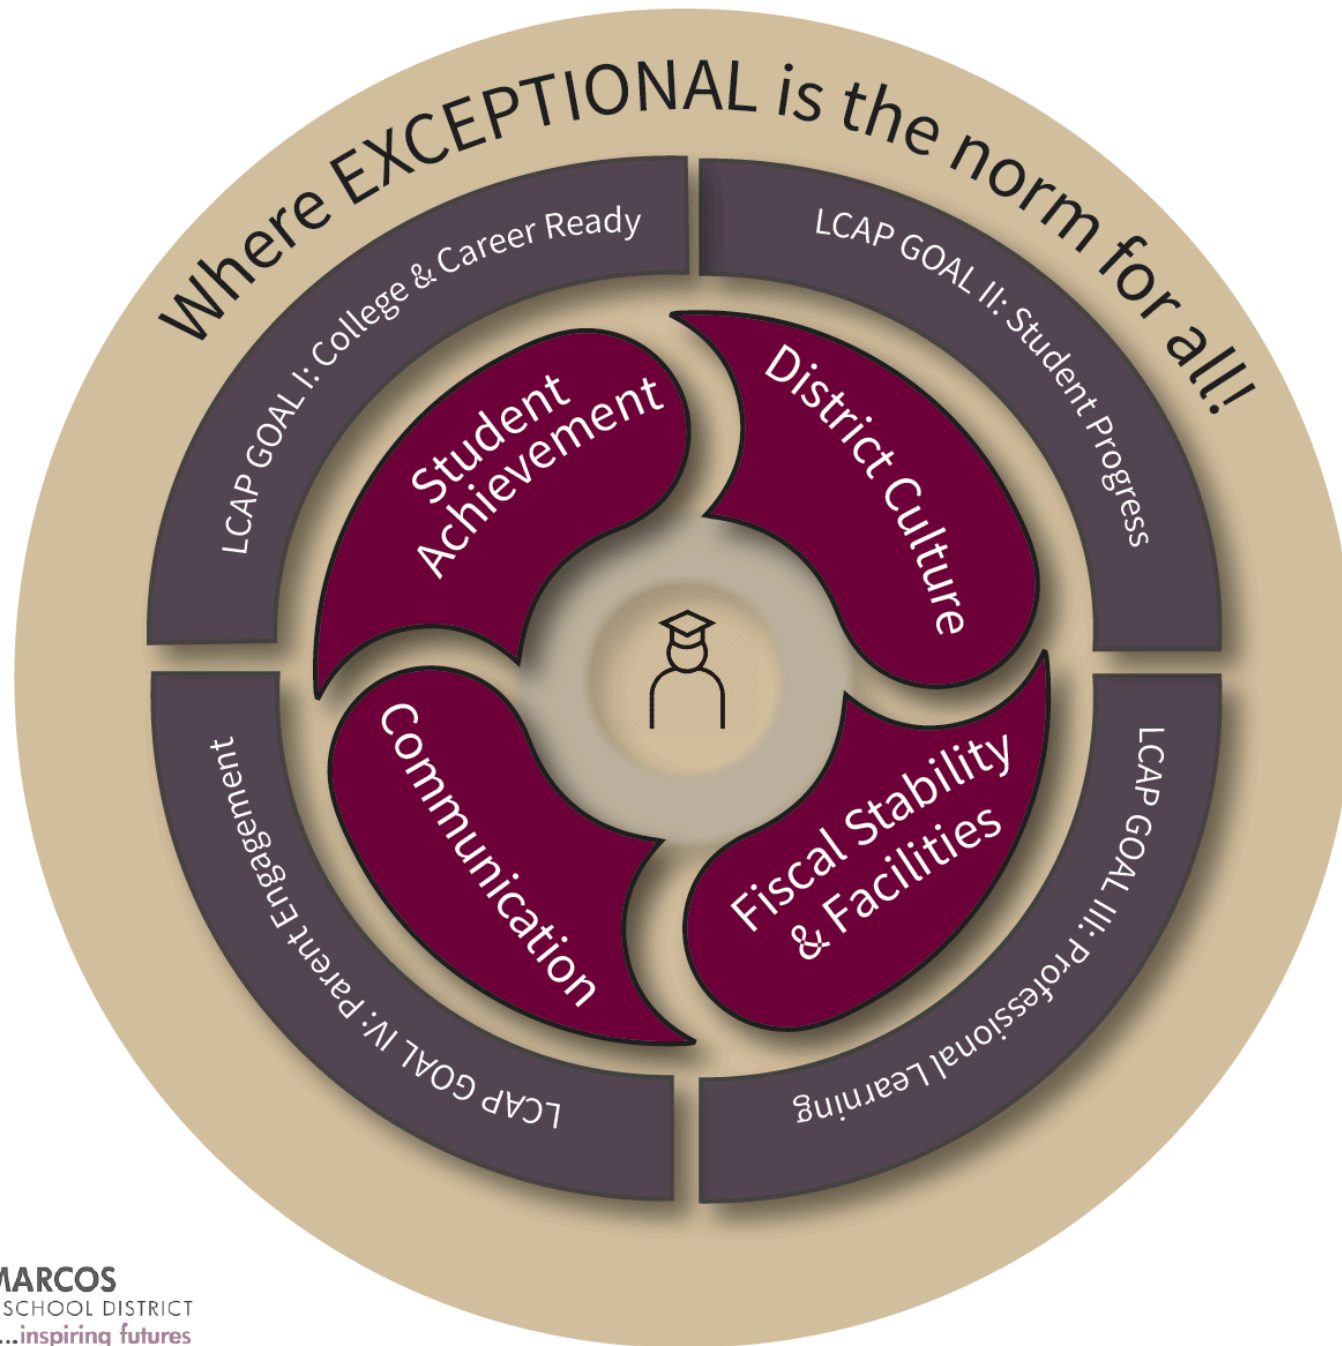 Where EXCEPTIONAL is the norm for all!
LCAP GOAL I: College & Career Ready
LCAP GOAL II: Student Progress
LCAP GOAL III: Professional Learning
LCAP GOAL IV: Parent Engagement
Student
Achievement
District Culture
Fiscal Stability
& Facilities
Communication
MARCOS
SCHOOL DISTRICT
...inspiring futures